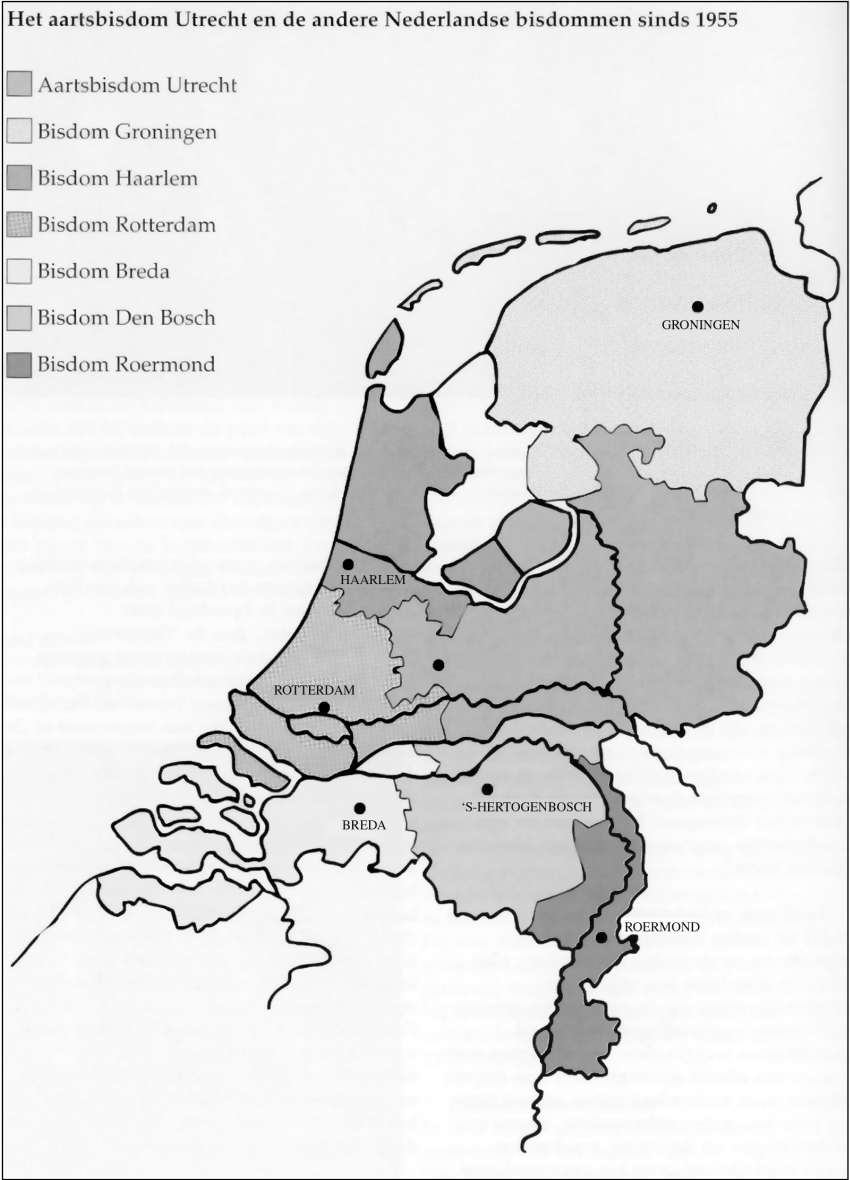 Het aartsbisdom Utrecht en de andere Nederlandse bisdommen sinds 1955
Aartsbisdom Utrecht
Bisdom Groningen
Bisdom Haarlem
Bisdom Rotterdam
Bisdom Breda
Bisdom Den Bosch
Bisdom Roermond
GRONINGEN
HAARLEM
ROTTERDAM
'S-HERTOGENBOSCH
BREDA
ROERMOND